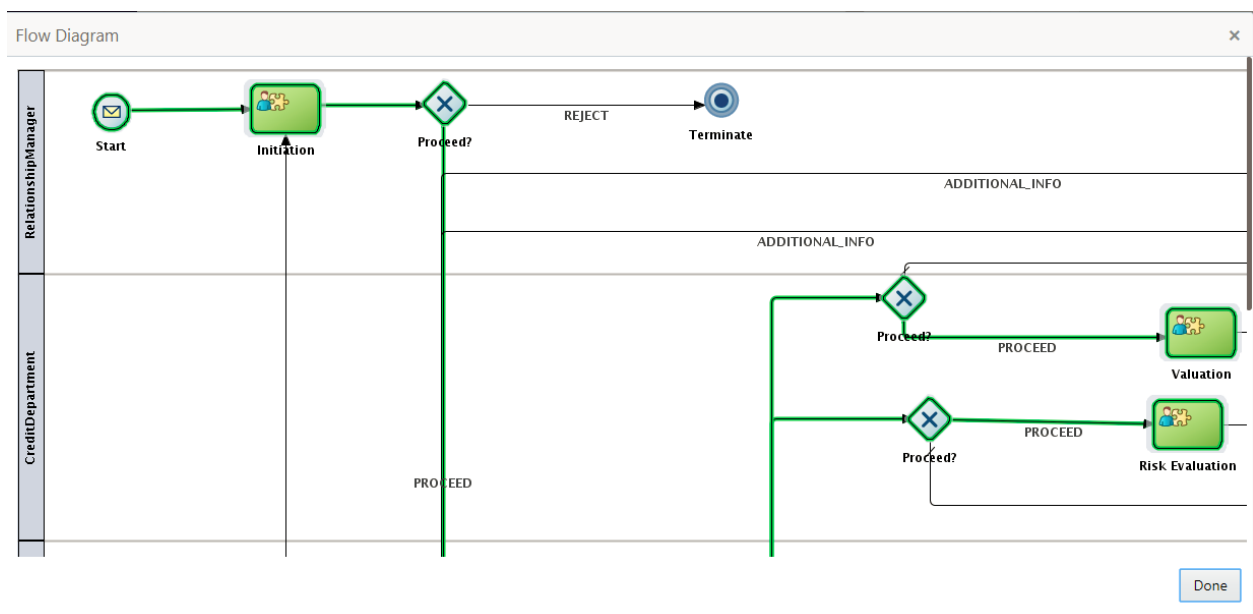 Flow Diagram
×
RelationshipManager
Start
Initiation
Proceed?
REJECT
Terminate
ADDITIONAL_INFO
ADDITIONAL_INFO
CreditDepartment
Proceed?
PROCEED
Valuation
PROCEED
Proceed?
Risk Evaluation
PROCEED
Done